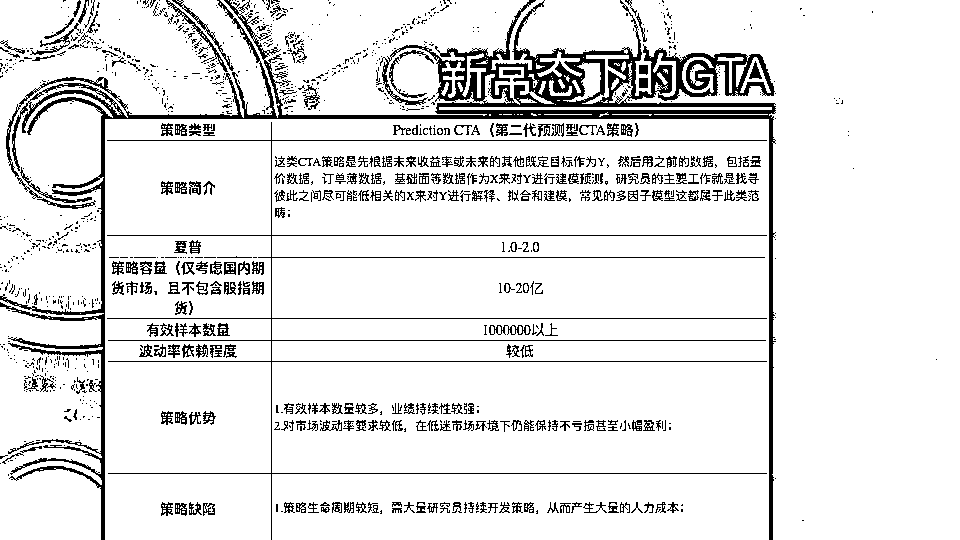 新常态下的GTA
策略类型
Prediction CTA（第二代预测型CTA策略）
策略简介
这类CTA策略是先根据未来收益率或未来的其他既定目标作为Y，然后用之前的数据，包括量
价数据，订单薄数据，基础面等数据作为X来对Y进行建模预测。研究员的主要工作就是找寻
彼此之间尽可能低相关的X来对Y进行解释、拟合和建模，常见的多因子模型这都属于此类范
畴；
夏普
1.0-2.0
策略容量（仅考虑国内期
货市场，且不包含股指期
货）
10-20亿
有效样本数量
1000000以上
波动率依赖程度
较低
策略优势
1.有效样本数量较多，业绩持续性较强；
2.对市场波动率要求较低，在低迷市场环境下仍能保持不亏损甚至小幅盈利；
策略缺陷
1.策略生命周期较短，需大量研究员持续开发策略，从而产生大量的人力成本；